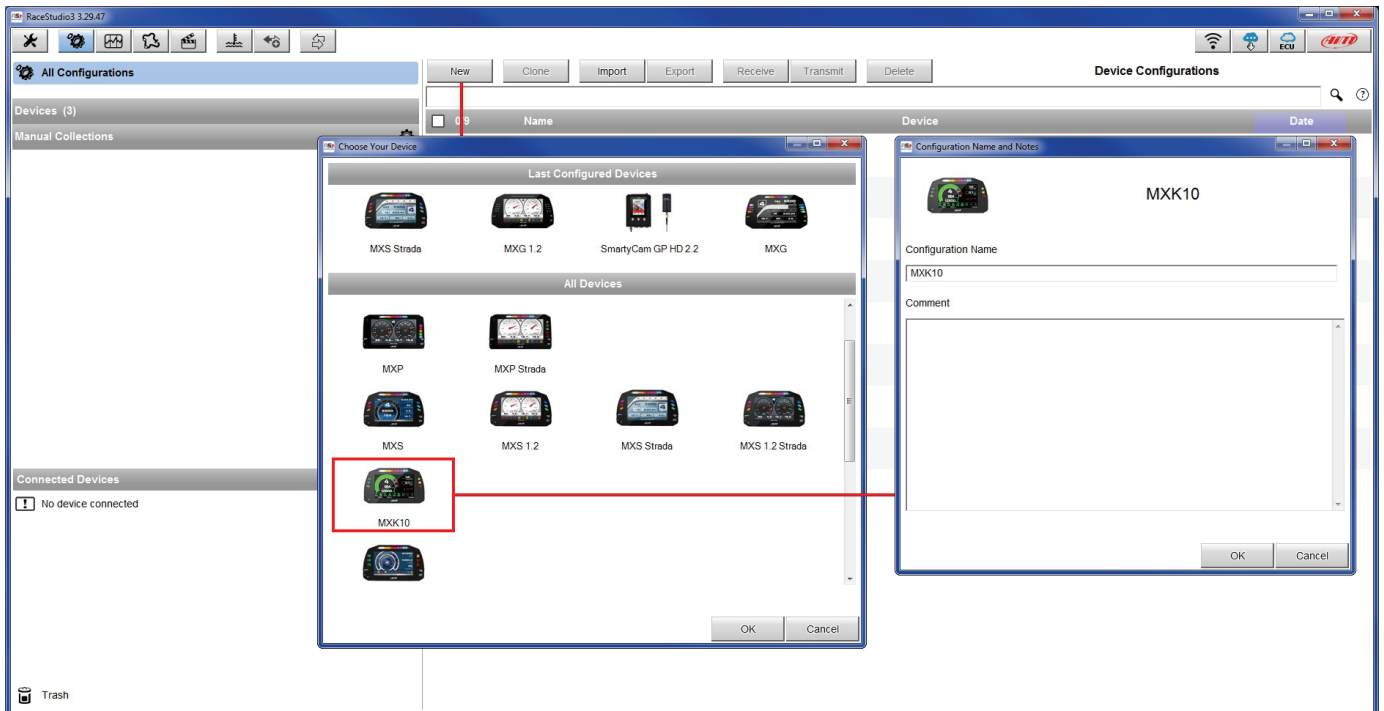 RaceStudio3 3.29.47
ECU
AiM
All Configurations
New Clone Import Export Receive Transmit Delete
Device Configurations
Devices (3)
Manual Collections
Name Device Date
Choose Your Device
Last Configured Devices
MXS Strada MXG 1.2 SmartyCam GP HD 2.2 MXG
All Devices
MXP MXP Strada
MXS MXS 1.2 MXS Strada MXS 1.2 Strada
MXK10
OK Cancel
Configuration Name and Notes
MXK10
Configuration Name
MXK10
Comment
OK Cancel
Connected Devices
No device connected
Trash